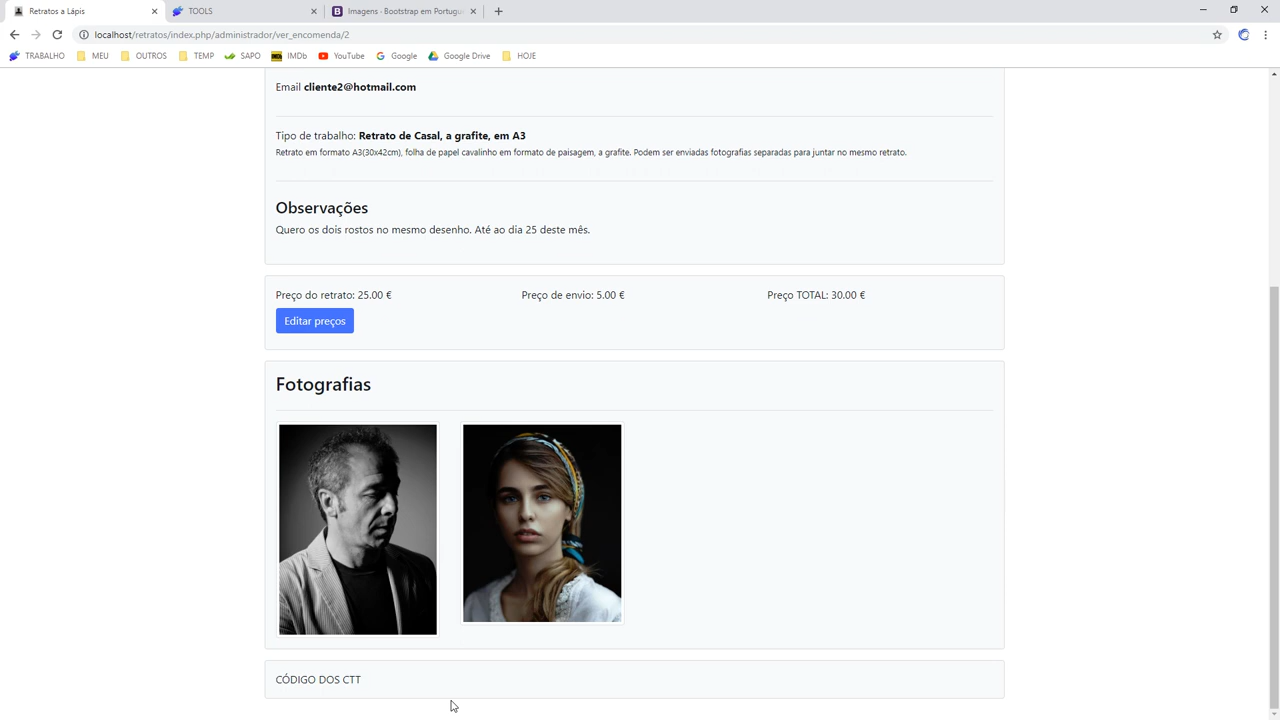 Retratos a Lápis
TOOLS
Imagens · Bootstrap em Portugu
localhost/retratos/index.php/administrador/ver_encomenda/2
TRABALHO MEU OUTROS TEMP SAPO IMDb YouTube Google Google Drive HOJE
Email cliente2@hotmail.com
Tipo de trabalho: Retrato de Casal, a grafite, em A3
Retrato em formato A3(30x42cm), folha de papel cavalinho em formato de paisagem, a grafite. Podem ser enviadas fotografias separadas para juntar no mesmo retrato.
Observações
Quero os dois rostos no mesmo desenho. Até ao dia 25 deste mês.
Preço do retrato: 25.00 € Preço de envio: 5.00 € Preço TOTAL: 30.00 €
Editar preços
Fotografias
CÓDIGO DOS CTT